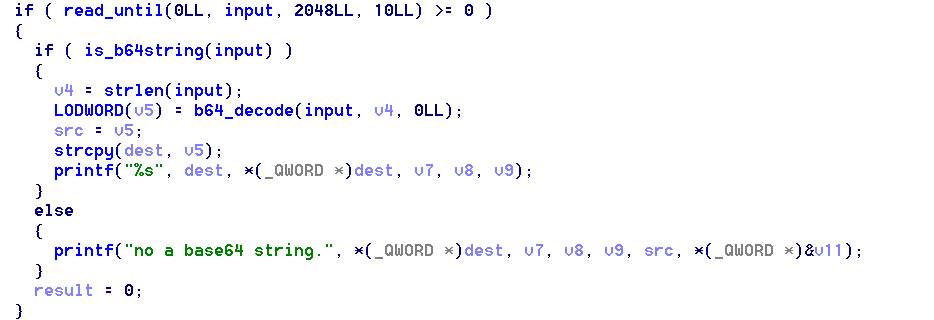 if ( read_until(0LL, input, 2048LL, 10LL) >= 0 )
{
if ( is_b64string(input) )
{
v4 = strlen(input);
LODWORD(v5) = b64_decode(input, v4, 0LL);
src = v5;
strcpy(dest, v5);
printf("%s", dest, *(_QWORD *)dest, v7, v8, v9);
}
else
{
printf("no a base64 string.", *(_QWORD *)dest, v7, v8, v9, src, *(_QWORD *)&v11);
}
result = 0;
}